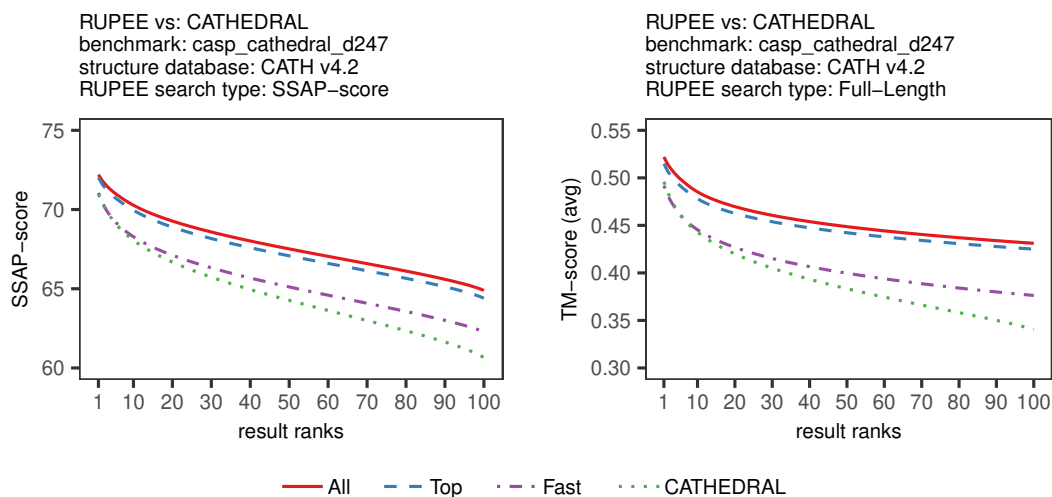 RUPEE vs: CATHEDRAL
benchmark: casp_cathedral_d247
structure database: CATH v4.2
RUPEE search type: SSAP−score
75
70
65
60
SSAP−score
1 10 20 30 40 50 60 70 80 90 100
result ranks
RUPEE vs: CATHEDRAL
benchmark: casp_cathedral_d247
structure database: CATH v4.2
RUPEE search type: Full−Length
0.55
0.50
0.45
0.40
0.35
0.30
TM−score (avg)
1 10 20 30 40 50 60 70 80 90 100
result ranks
All Top Fast CATHEDRAL